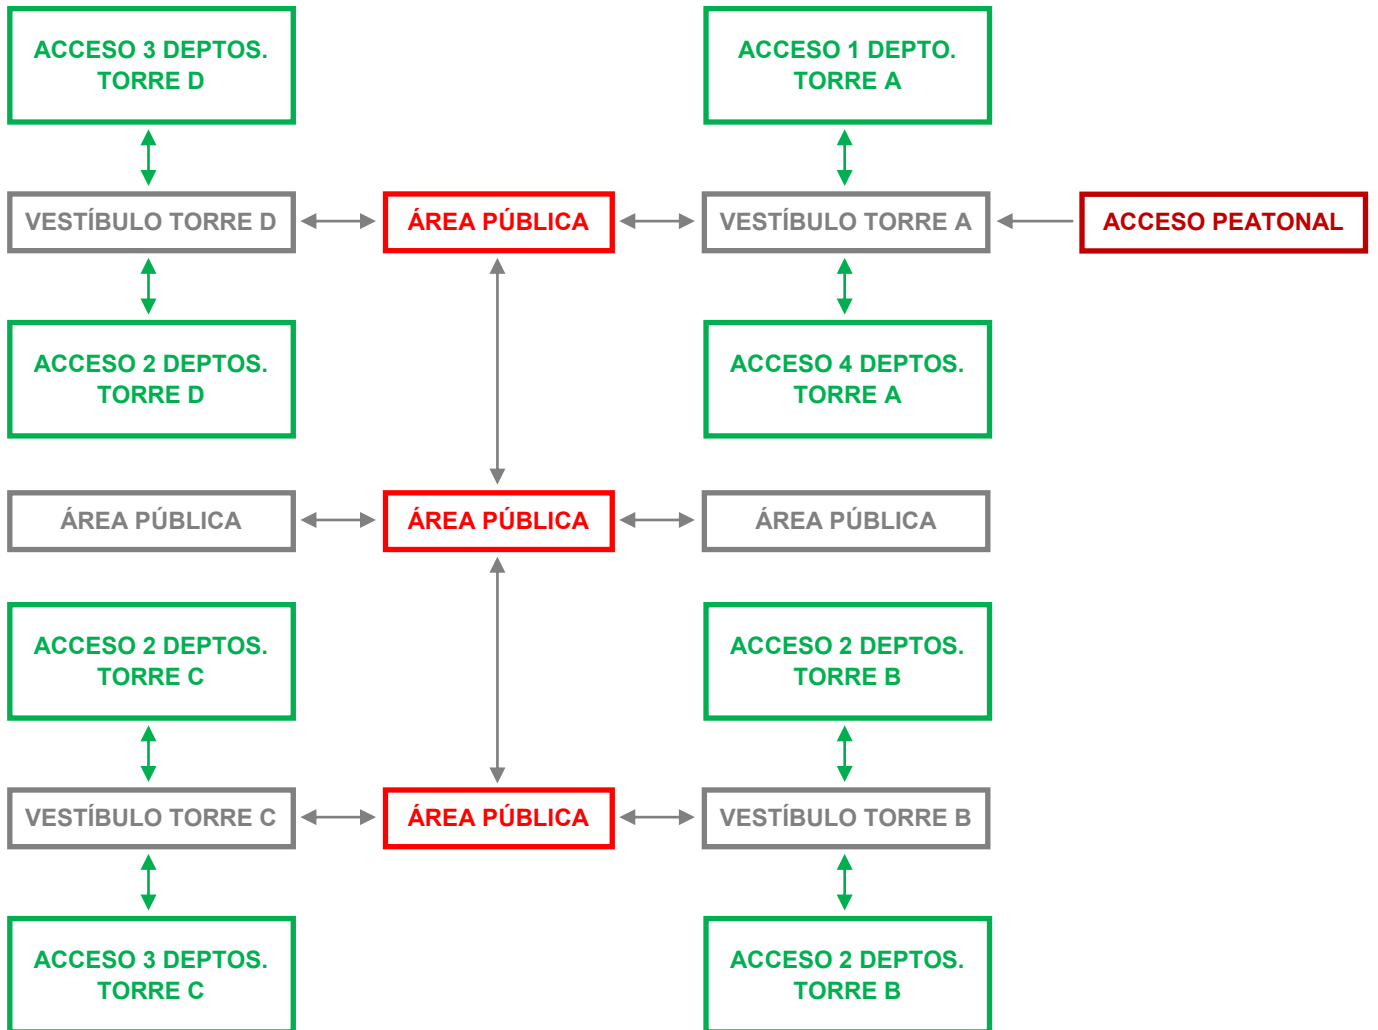 ACCESO 3 DEPTOS.
TORRE D
ACCESO 1 DEPTO.
TORRE A
VESTÍBULO TORRE D
ÁREA PÚBLICA
VESTÍBULO TORRE A
ACCESO PEATONAL
ACCESO 2 DEPTOS.
TORRE D
ACCESO 4 DEPTOS.
TORRE A
ÁREA PÚBLICA
ÁREA PÚBLICA
ÁREA PÚBLICA
ACCESO 2 DEPTOS.
TORRE C
ACCESO 2 DEPTOS.
TORRE B
VESTÍBULO TORRE C
ÁREA PÚBLICA
VESTÍBULO TORRE B
ACCESO 3 DEPTOS.
TORRE C
ACCESO 2 DEPTOS.
TORRE B